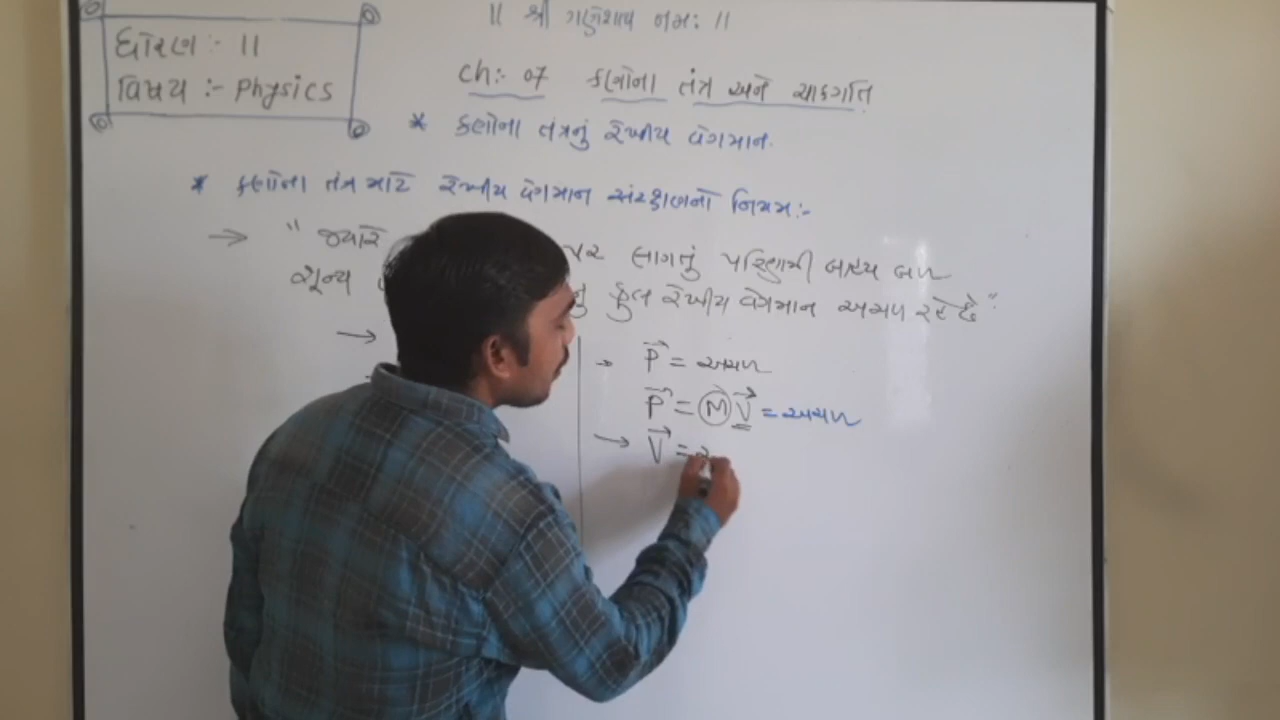 || શ્રી ગણેશાય નમઃ ||
ધોરણ :- 11
વિષય :- Physics
Ch:- 07 કણોના તંત્ર અને ચાકગતિ
* કણોના તંત્રનું રેખીય વેગમાન.
* કણોના તંત્ર માટે રેખીય વેગમાન સંરક્ષણનો નિયમ :-
→ " જ્યારે પર લાગતું પરિણામી બાહ્ય બળ
શૂન્ય નું કુલ રેખીય વેગમાન અચળ રહે છે"
→
→ P⃗ = અચળ
P⃗ = M V⃗ = અચળ
→ V⃗ =